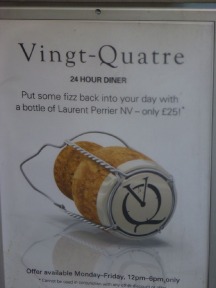 Vingt-Quatre
24 HOUR DINER
Put some fizz back into your day with
a bottle of Laurent Perrier NV – only £25!*
VQ
Offer available Monday-Friday, 12pm-6pm only